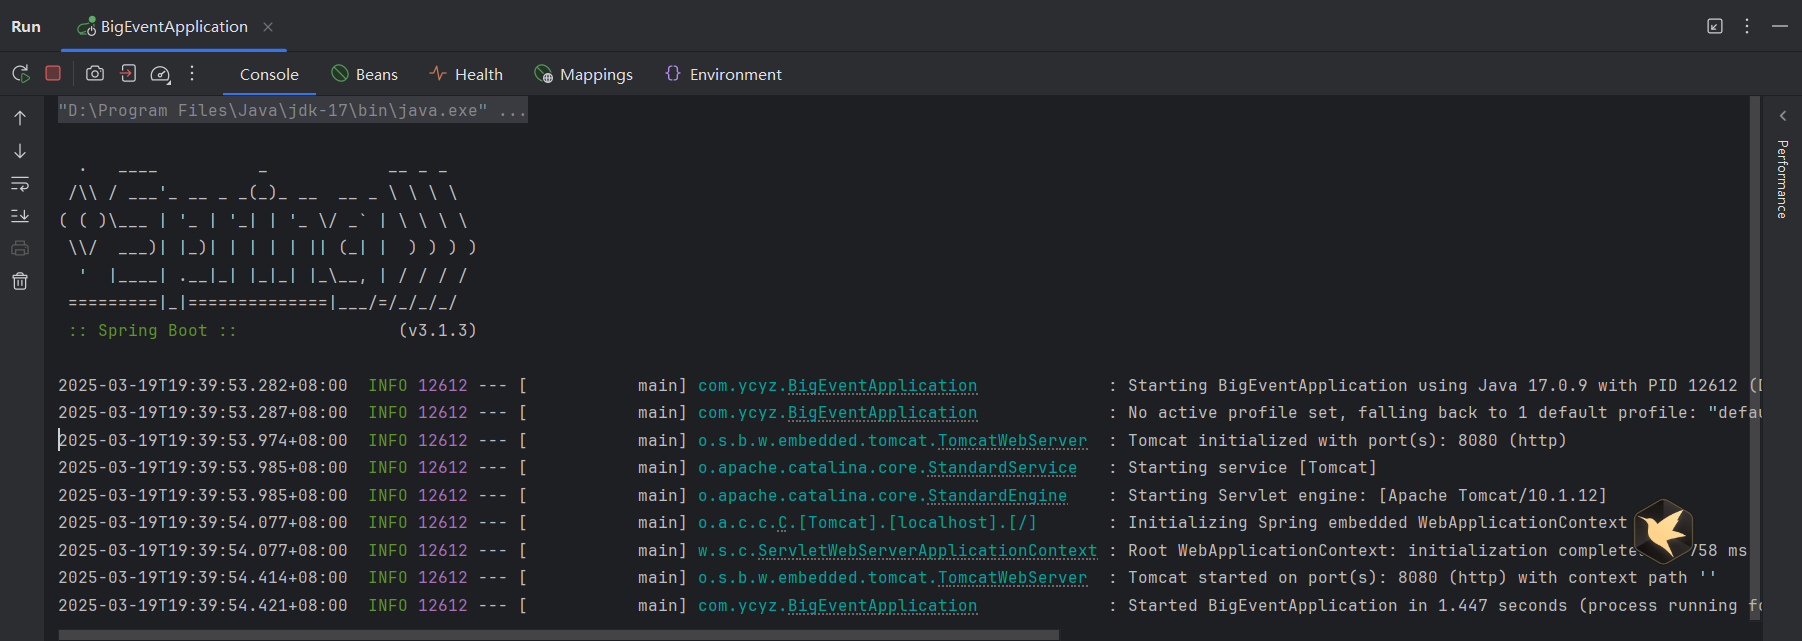 Run BigEventApplication
Console Beans Health Mappings Environment
"D:\Program Files\Java\jdk-17\bin\java.exe" ...
  .   ____          _            __ _ _
 /\\ / ___'_ __ _ _(_)_ __  __ _ \ \ \ \
( ( )\___ | '_ | '_| | '_ \/ _` | \ \ \ \
 \\/  ___)| |_)| | | | | || (_| |  ) ) ) )
  '  |____| .__|_| |_|_| |_\__, | / / / /
 =========|_|==============|___/=/_/_/_/
 :: Spring Boot ::                (v3.1.3)
2025-03-19T19:39:53.282+08:00  INFO 12612 --- [           main] com.ycyz.BigEventApplication             : Starting BigEventApplication using Java 17.0.9 with PID 12612
2025-03-19T19:39:53.287+08:00  INFO 12612 --- [           main] com.ycyz.BigEventApplication             : No active profile set, falling back to 1 default profile: "defau
2025-03-19T19:39:53.974+08:00  INFO 12612 --- [           main] o.s.b.w.embedded.tomcat.TomcatWebServer  : Tomcat initialized with port(s): 8080 (http)
2025-03-19T19:39:53.985+08:00  INFO 12612 --- [           main] o.apache.catalina.core.StandardService   : Starting service [Tomcat]
2025-03-19T19:39:53.985+08:00  INFO 12612 --- [           main] o.apache.catalina.core.StandardEngine    : Starting Servlet engine: [Apache Tomcat/10.1.12]
2025-03-19T19:39:54.077+08:00  INFO 12612 --- [           main] o.a.c.c.C.[Tomcat].[localhost].[/]       : Initializing Spring embedded WebApplicationContext
2025-03-19T19:39:54.077+08:00  INFO 12612 --- [           main] w.s.c.ServletWebServerApplicationContext : Root WebApplicationContext: initialization ms
2025-03-19T19:39:54.414+08:00  INFO 12612 --- [           main] o.s.b.w.embedded.tomcat.TomcatWebServer  : Tomcat started on port(s): 8080 (http) with context path ''
2025-03-19T19:39:54.421+08:00  INFO 12612 --- [           main] com.ycyz.BigEventApplication             : Started BigEventApplication in 1.447 seconds (process running
Performance